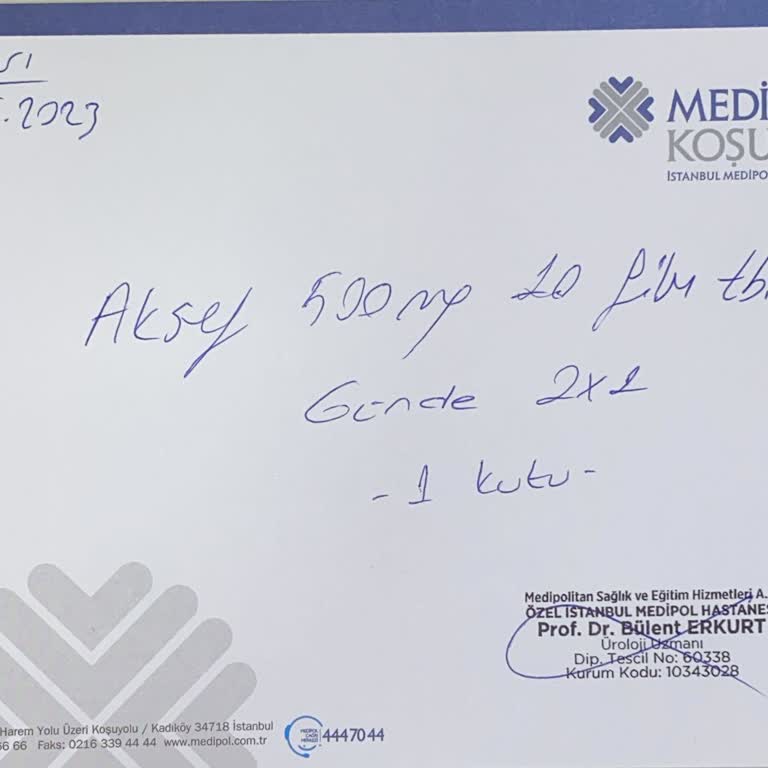 .2023
MEDİ
KOŞU
İSTANBUL MEDİPO
Aksef 500mg 10 film tb
Günde 2x1
- 1 kutu -
Medipolitan Sağlık ve Eğitim Hizmetleri A.
ÖZEL İSTANBUL MEDİPOL HASTANES
Prof. Dr. Bülent ERKURT
Üroloji Uzmanı
Dip. Tescil No: 60338
Kurum Kodu: 10343028
Harem Yolu Üzeri Koşuyolu / Kadıköy 34718 İstanbul
66 66 Faks: 0216 339 44 44 www.medipol.com.tr
444 70 44